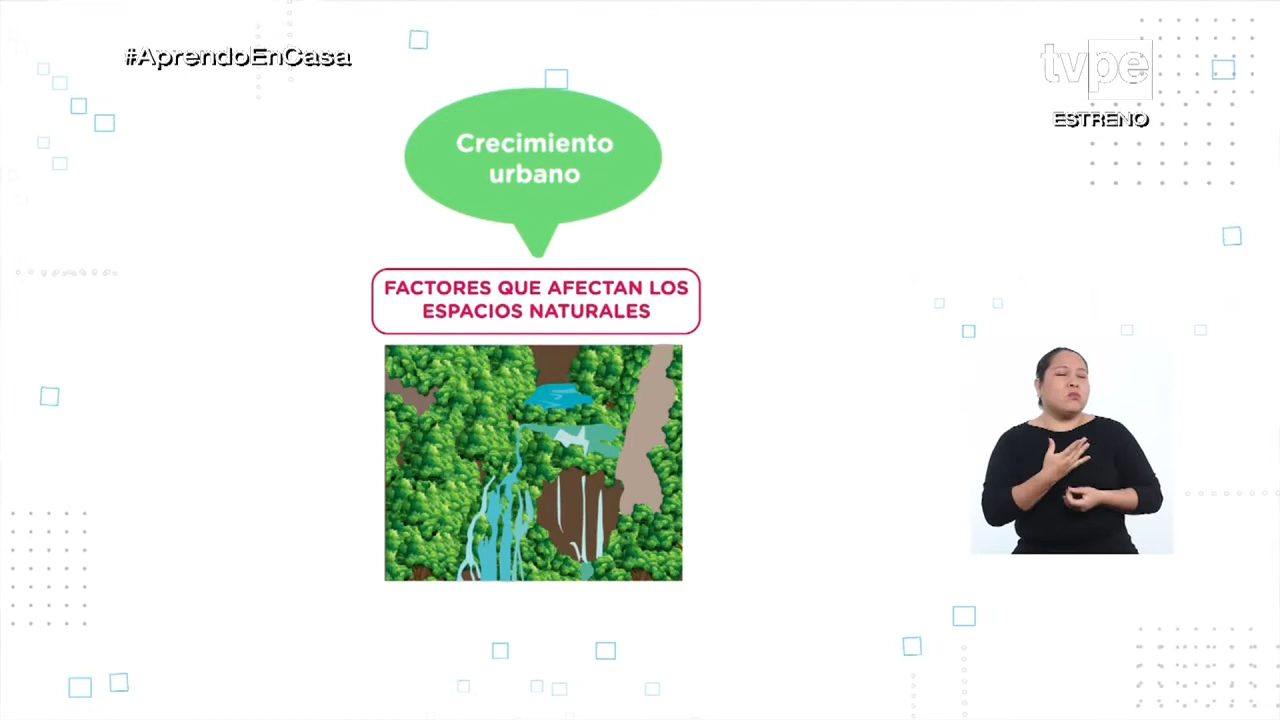 #AprendoEnCasa
tvpe
ESTRENO
Crecimiento
urbano
FACTORES QUE AFECTAN LOS
ESPACIOS NATURALES